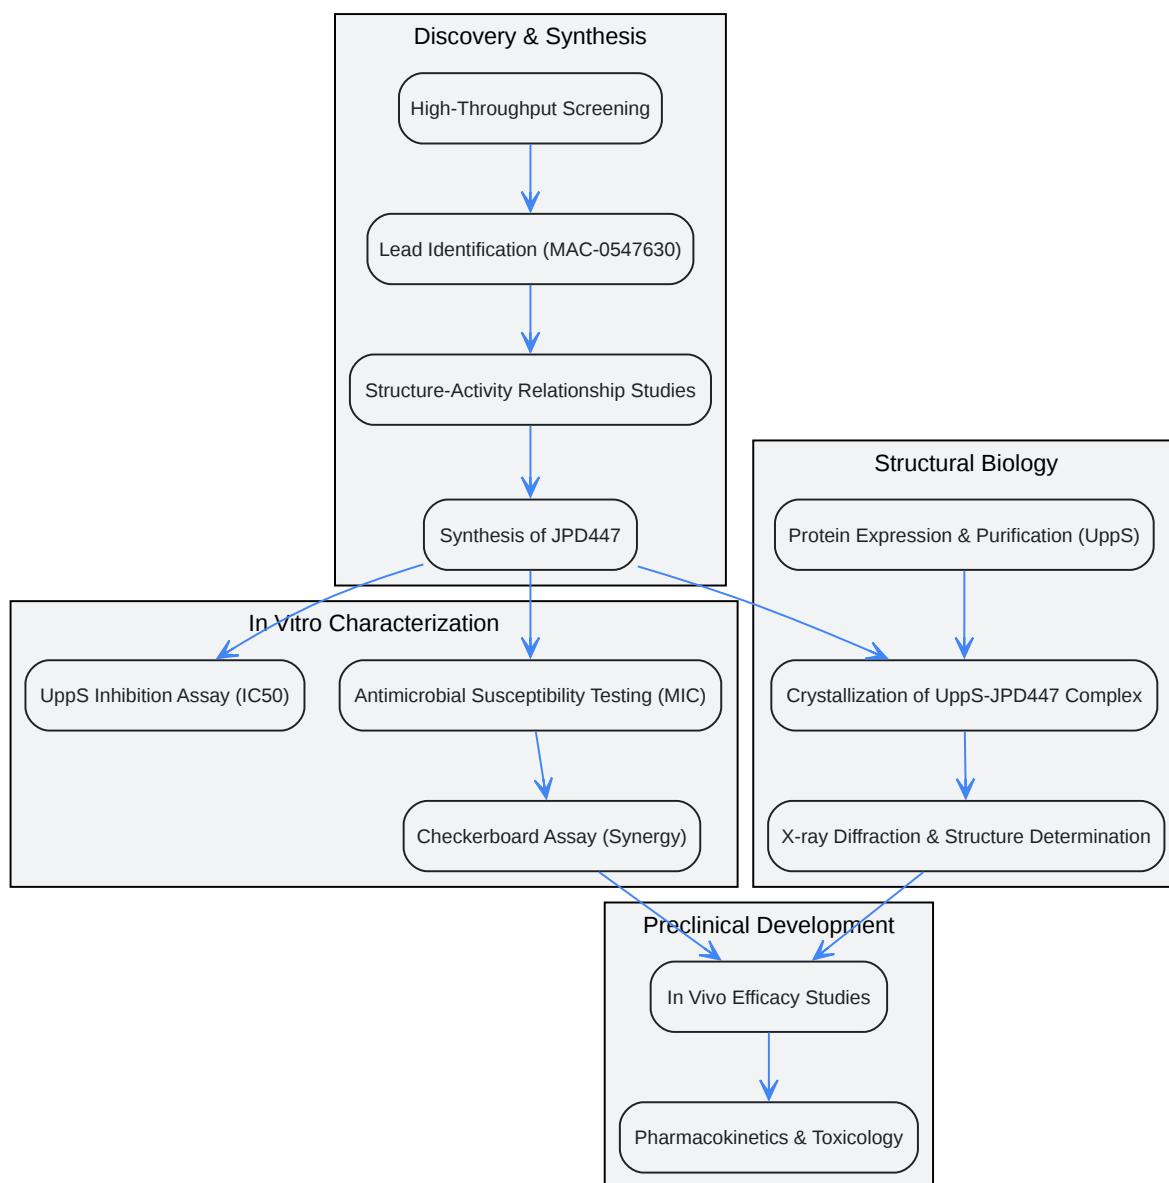 Discovery & Synthesis
High-Throughput Screening
Lead Identification (MAC-0547630)
Structure-Activity Relationship Studies
Synthesis of JPD447
Structural Biology
Protein Expression & Purification (UppS)
In Vitro Characterization
UppS Inhibition Assay (IC50)
Antimicrobial Susceptibility Testing (MIC)
Crystallization of UppS-JPD447 Complex
Checkerboard Assay (Synergy)
X-ray Diffraction & Structure Determination
Preclinical Development
In Vivo Efficacy Studies
Pharmacokinetics & Toxicology